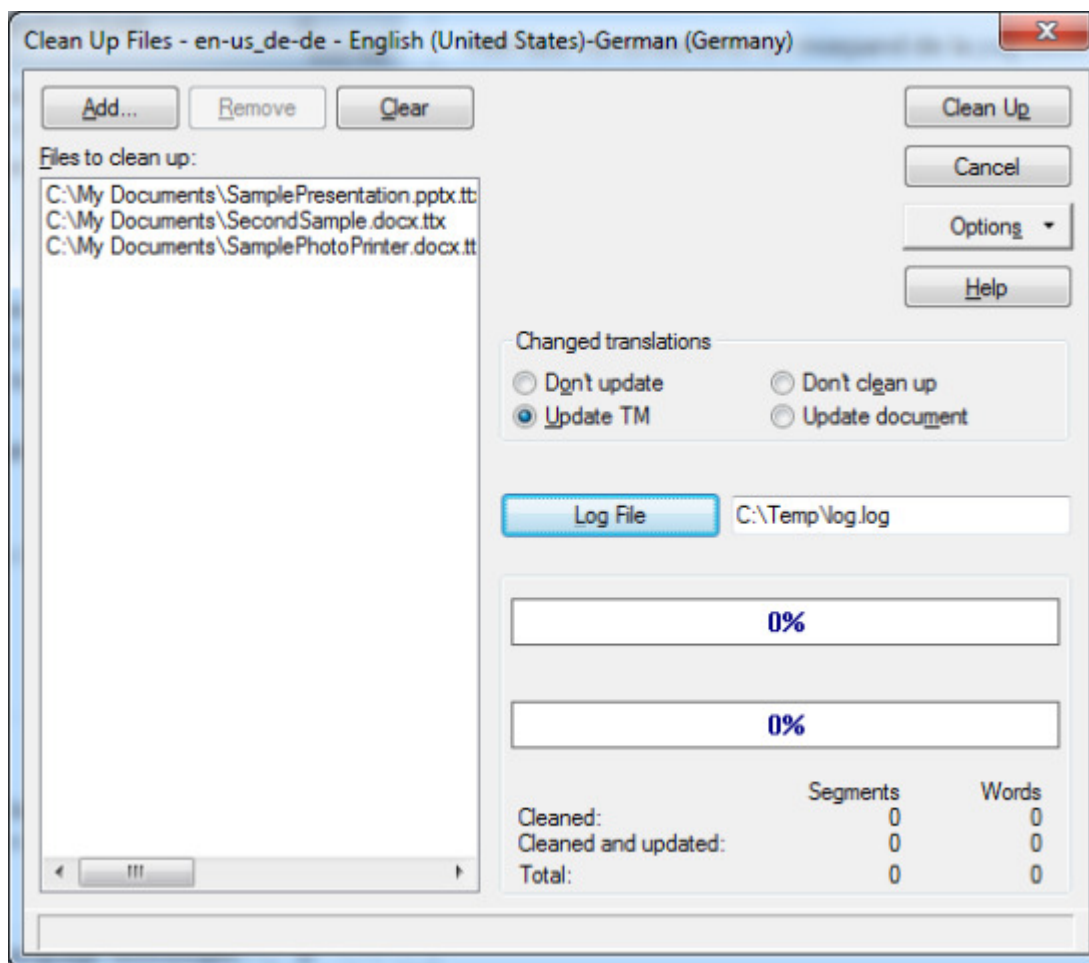 Clean Up Files - en-us_de-de - English (United States)-German (Germany)
Add... Remove Clear Clean Up
Files to clean up: Cancel
C:\My Documents\SamplePresentation.pptx.tt
C:\My Documents\SecondSample.docx.ttx
C:\My Documents\SamplePhotoPrinter.docx.tt
Options
Help
Changed translations
Don't update Don't clean up
Update TM Update document
Log File C:\Temp\log.log
0%
0%
Segments Words
Cleaned: 0 0
Cleaned and updated: 0 0
Total: 0 0